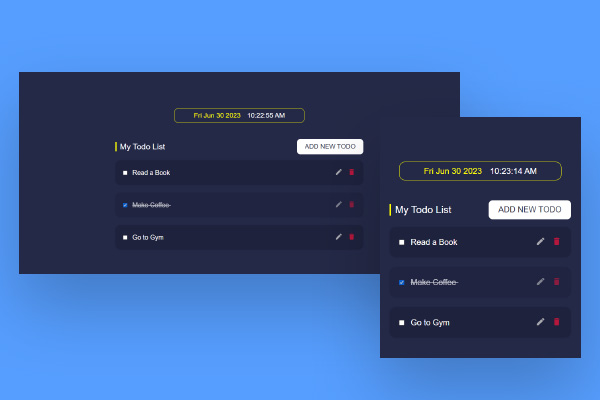 Fri Jun 30 2023 10:22:55 AM
My Todo List ADD NEW TODO
Read a Book
Make Coffee
Go to Gym
Fri Jun 30 2023 10:23:14 AM
My Todo List ADD NEW TODO
Read a Book
Make Coffee
Go to Gym